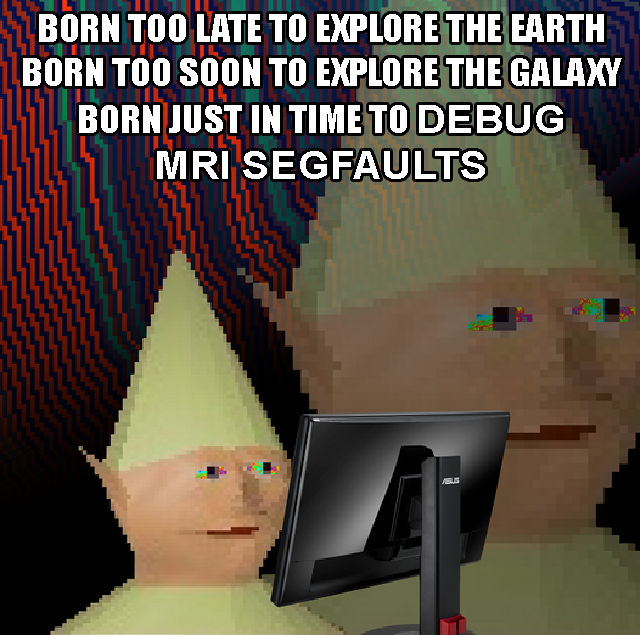 BORN TOO LATE TO EXPLORE THE EARTH
BORN TOO SOON TO EXPLORE THE GALAXY
BORN JUST IN TIME TO DEBUG
MRI SEGFAULTS
ASUS